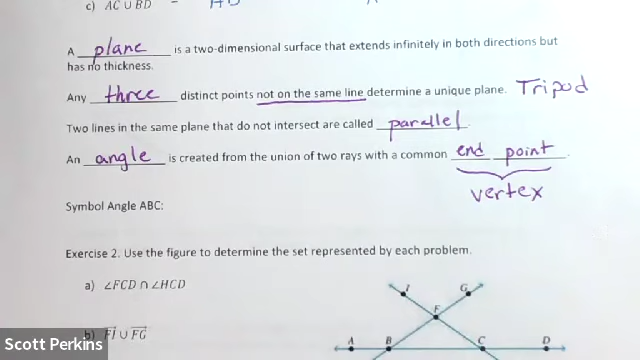 c) AC ∪ BD
A plane is a two-dimensional surface that extends infinitely in both directions but
has no thickness.
Any three distinct points not on the same line determine a unique plane. Tripod
Two lines in the same plane that do not intersect are called parallel.
An angle is created from the union of two rays with a common end point.
vertex
Symbol Angle ABC:
Exercise 2. Use the figure to determine the set represented by each problem.
a) ∠FCD ∩ ∠HCD
I G
F
b) FI ∪ FG
A B C D
Scott Perkins